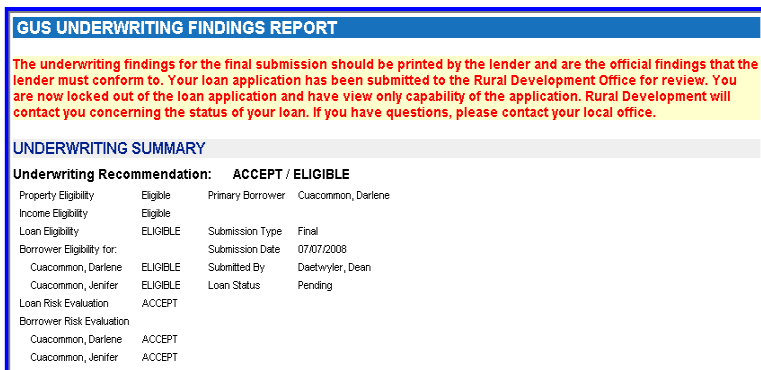 GUS UNDERWRITING FINDINGS REPORT
The underwriting findings for the final submission should be printed by the lender and are the official findings that the
lender must conform to. Your loan application has been submitted to the Rural Development Office for review. You
are now locked out of the loan application and have view only capability of the application. Rural Development will
contact you concerning the status of your loan. If you have questions, please contact your local office.
UNDERWRITING SUMMARY
Underwriting Recommendation: ACCEPT / ELIGIBLE
Property Eligibility Eligible Primary Borrower Cuacommon, Darlene
Income Eligibility Eligible
Loan Eligibility ELIGIBLE Submission Type Final
Borrower Eligibility for: Submission Date 07/07/2008
Cuacommon, Darlene ELIGIBLE Submitted By Daetwyler, Dean
Cuacommon, Jenifer ELIGIBLE Loan Status Pending
Loan Risk Evaluation ACCEPT
Borrower Risk Evaluation
Cuacommon, Darlene ACCEPT
Cuacommon, Jenifer ACCEPT